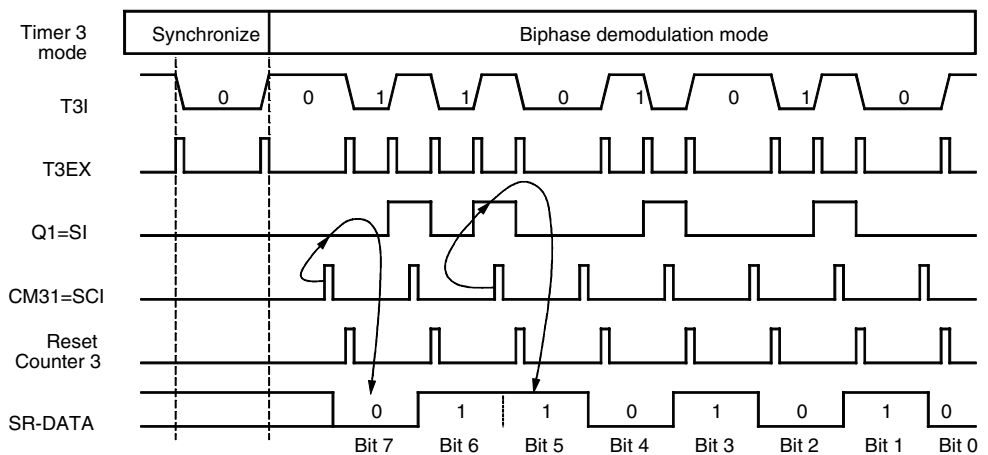 Timer 3
mode
Synchronize
Biphase demodulation mode
T3I
0 0 1 1 0 1 0 1 0
T3EX
Q1=SI
CM31=SCI
Reset
Counter 3
SR-DATA
0 1 1 0 1 0 1 0
Bit 7 Bit 6 Bit 5 Bit 4 Bit 3 Bit 2 Bit 1 Bit 0